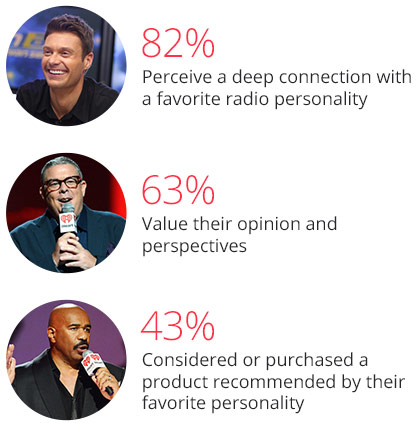 82%
Perceive a deep connection with
a favorite radio personality
63%
Value their opinion and
perspectives
43%
Considered or purchased a
product recommended by their
favorite personality